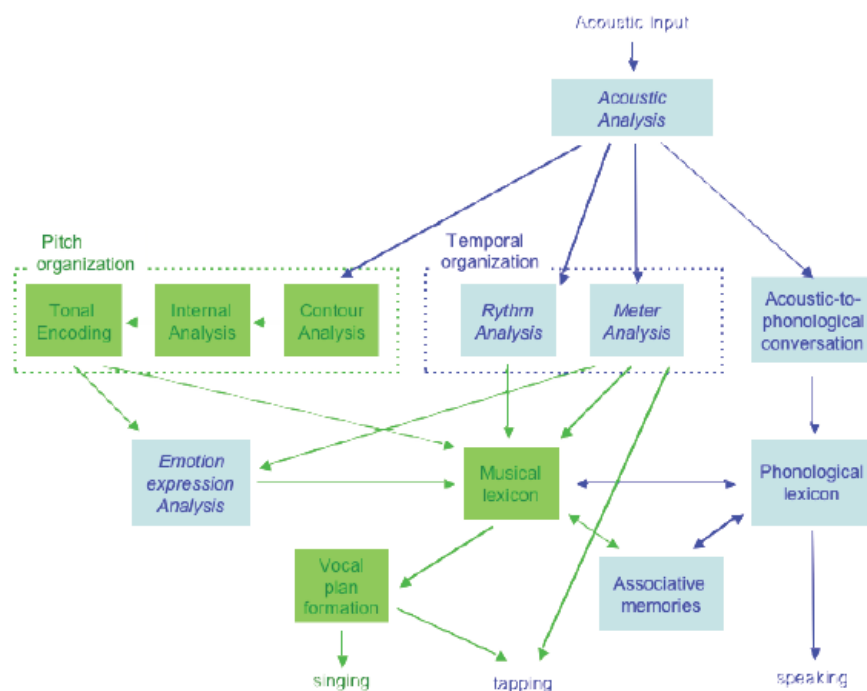 Acoustic Input
Acoustic
Analysis
Pitch
organization
Temporal
organization
Tonal
Encoding
Internal
Analysis
Contour
Analysis
Rythm
Analysis
Meter
Analysis
Acoustic-to-
phonological
conversation
Emotion
expression
Analysis
Musical
lexicon
Phonological
lexicon
Vocal
plan
formation
Associative
memories
singing
tapping
speaking